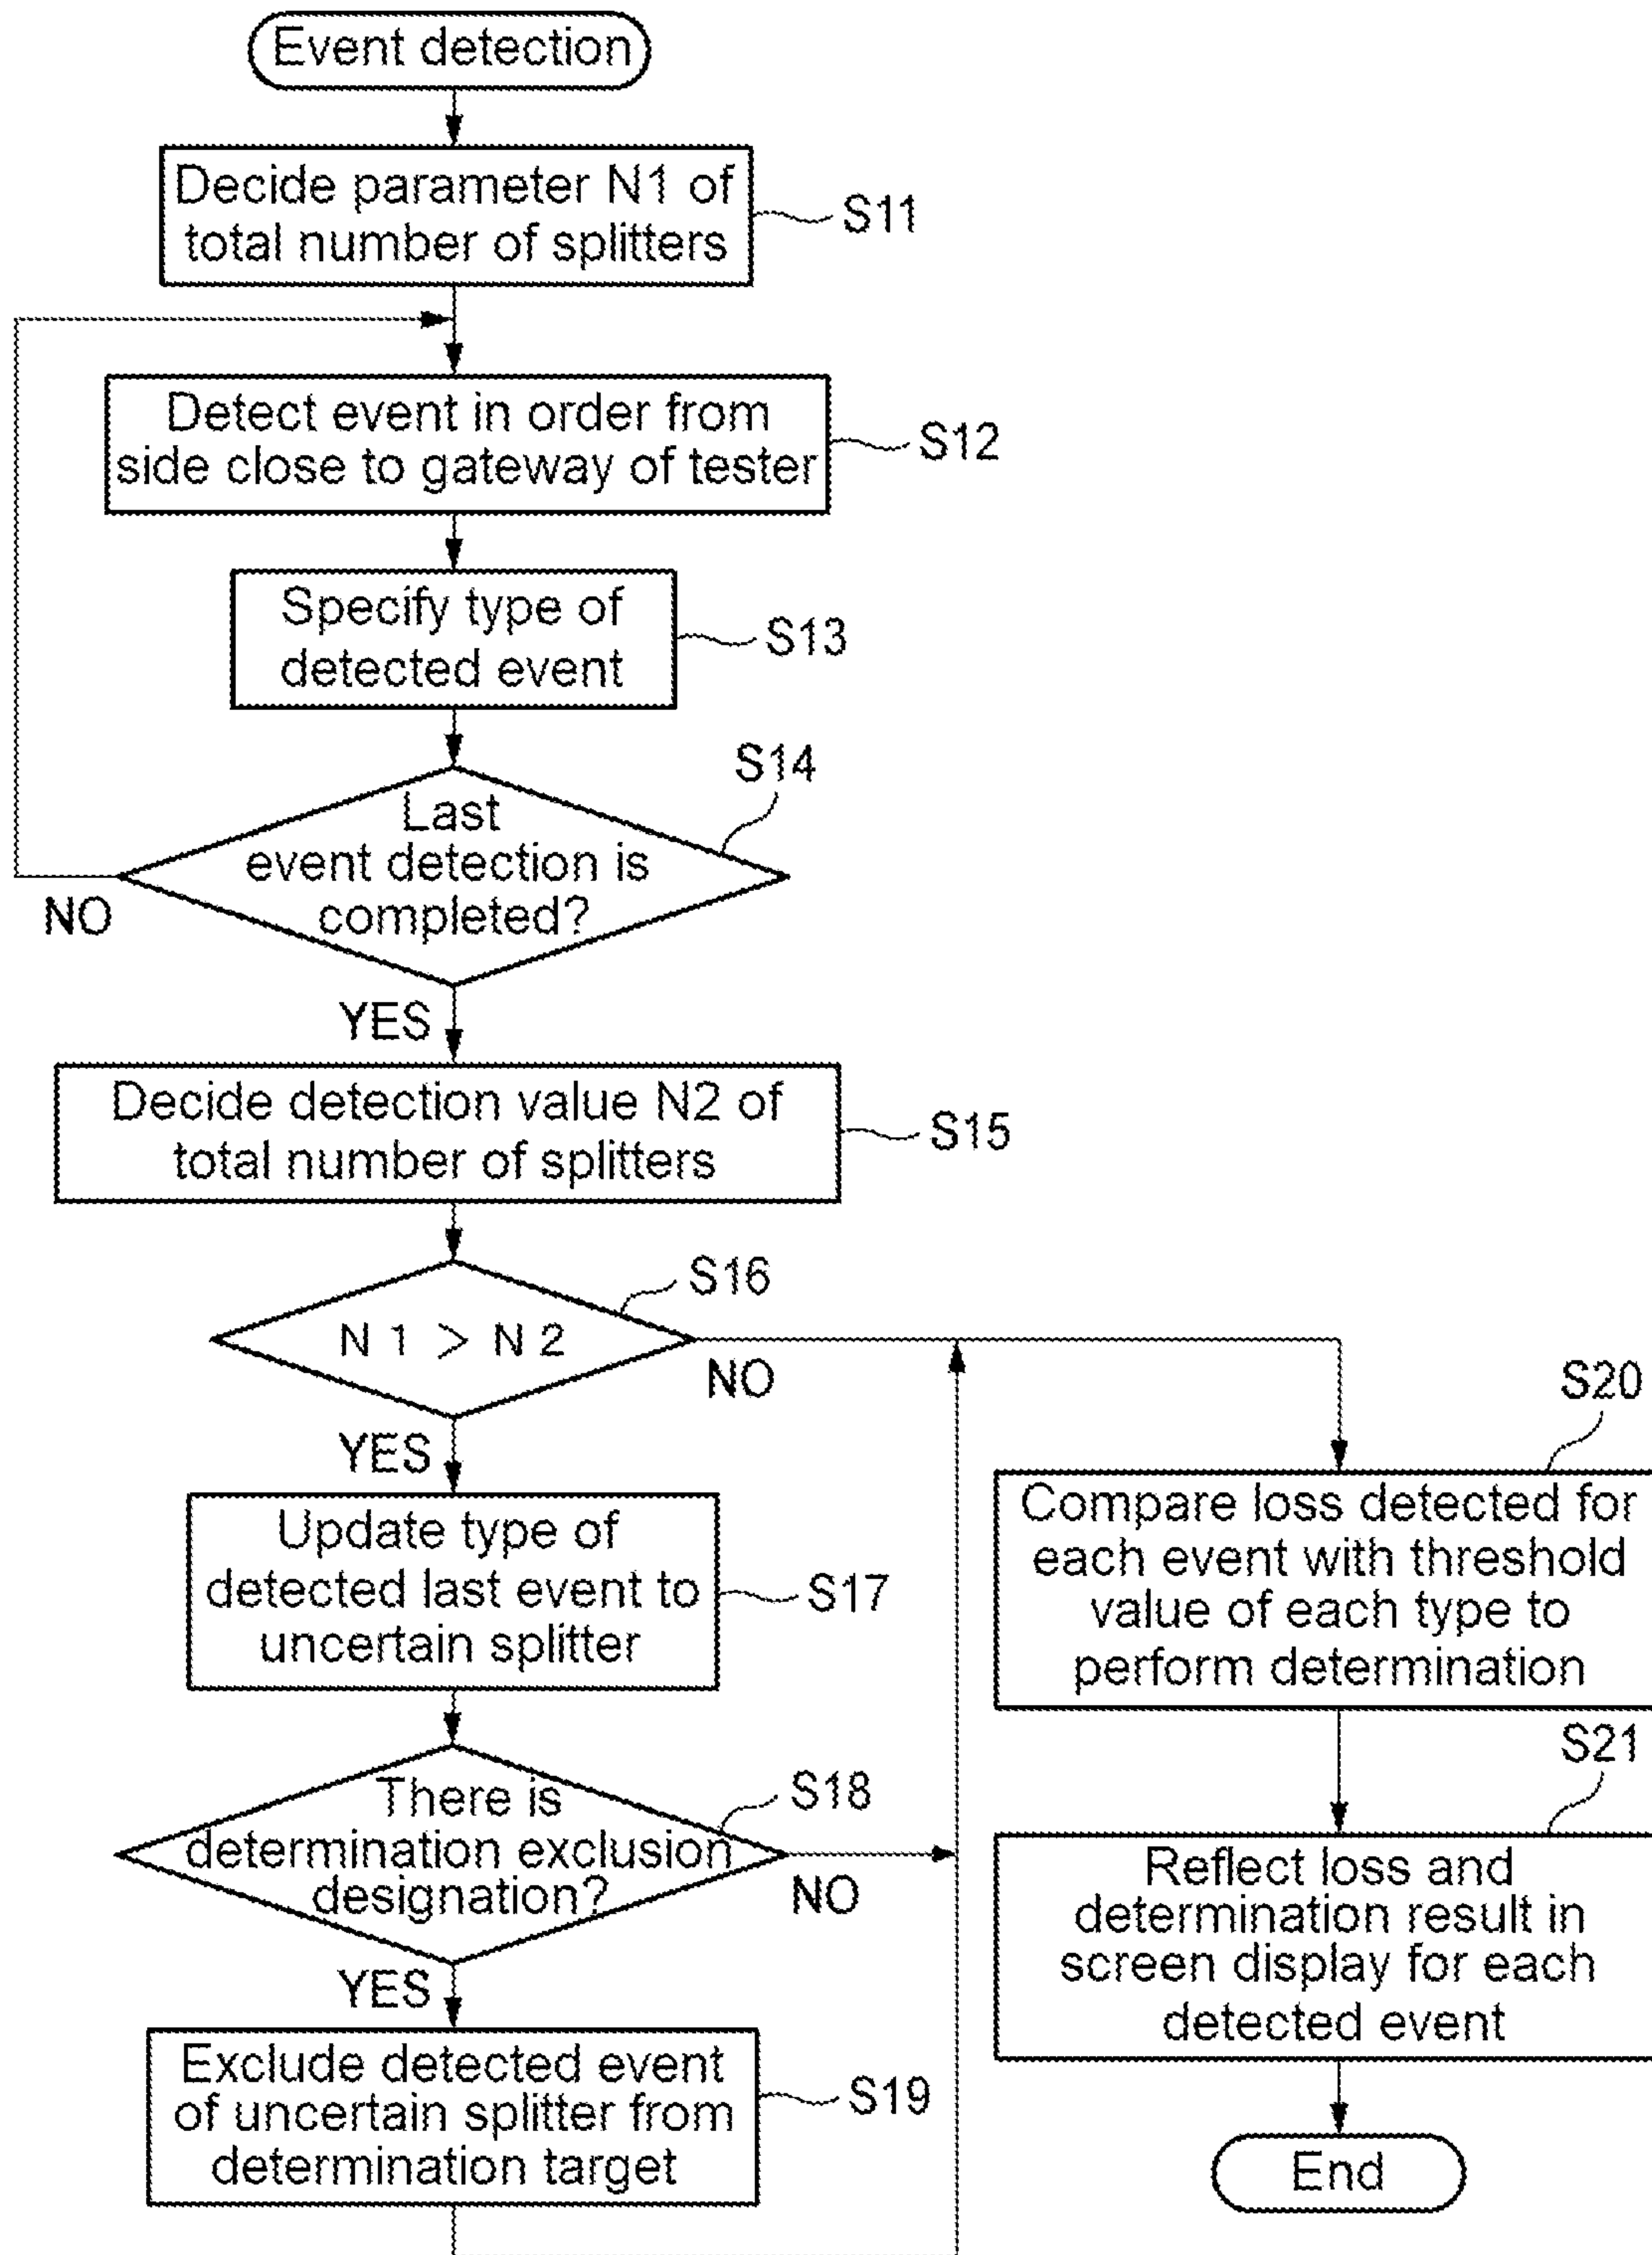 Event detection
Decide parameter N1 of
total number of splitters
S11
Detect event in order from
side close to gateway of tester
S12
Specify type of
detected event
S13
S14
Last
event detection is
completed?
NO
YES
Decide detection value N2 of
total number of splitters
S15
S16
N 1 > N 2
NO
YES
Update type of
detected last event to
uncertain splitter
S17
There is
determination exclusion
designation?
S18
NO
YES
Exclude detected event
of uncertain splitter from
determination target
S19
S20
Compare loss detected for
each event with threshold
value of each type to
perform determination
S21
Reflect loss and
determination result in
screen display for each
detected event
End